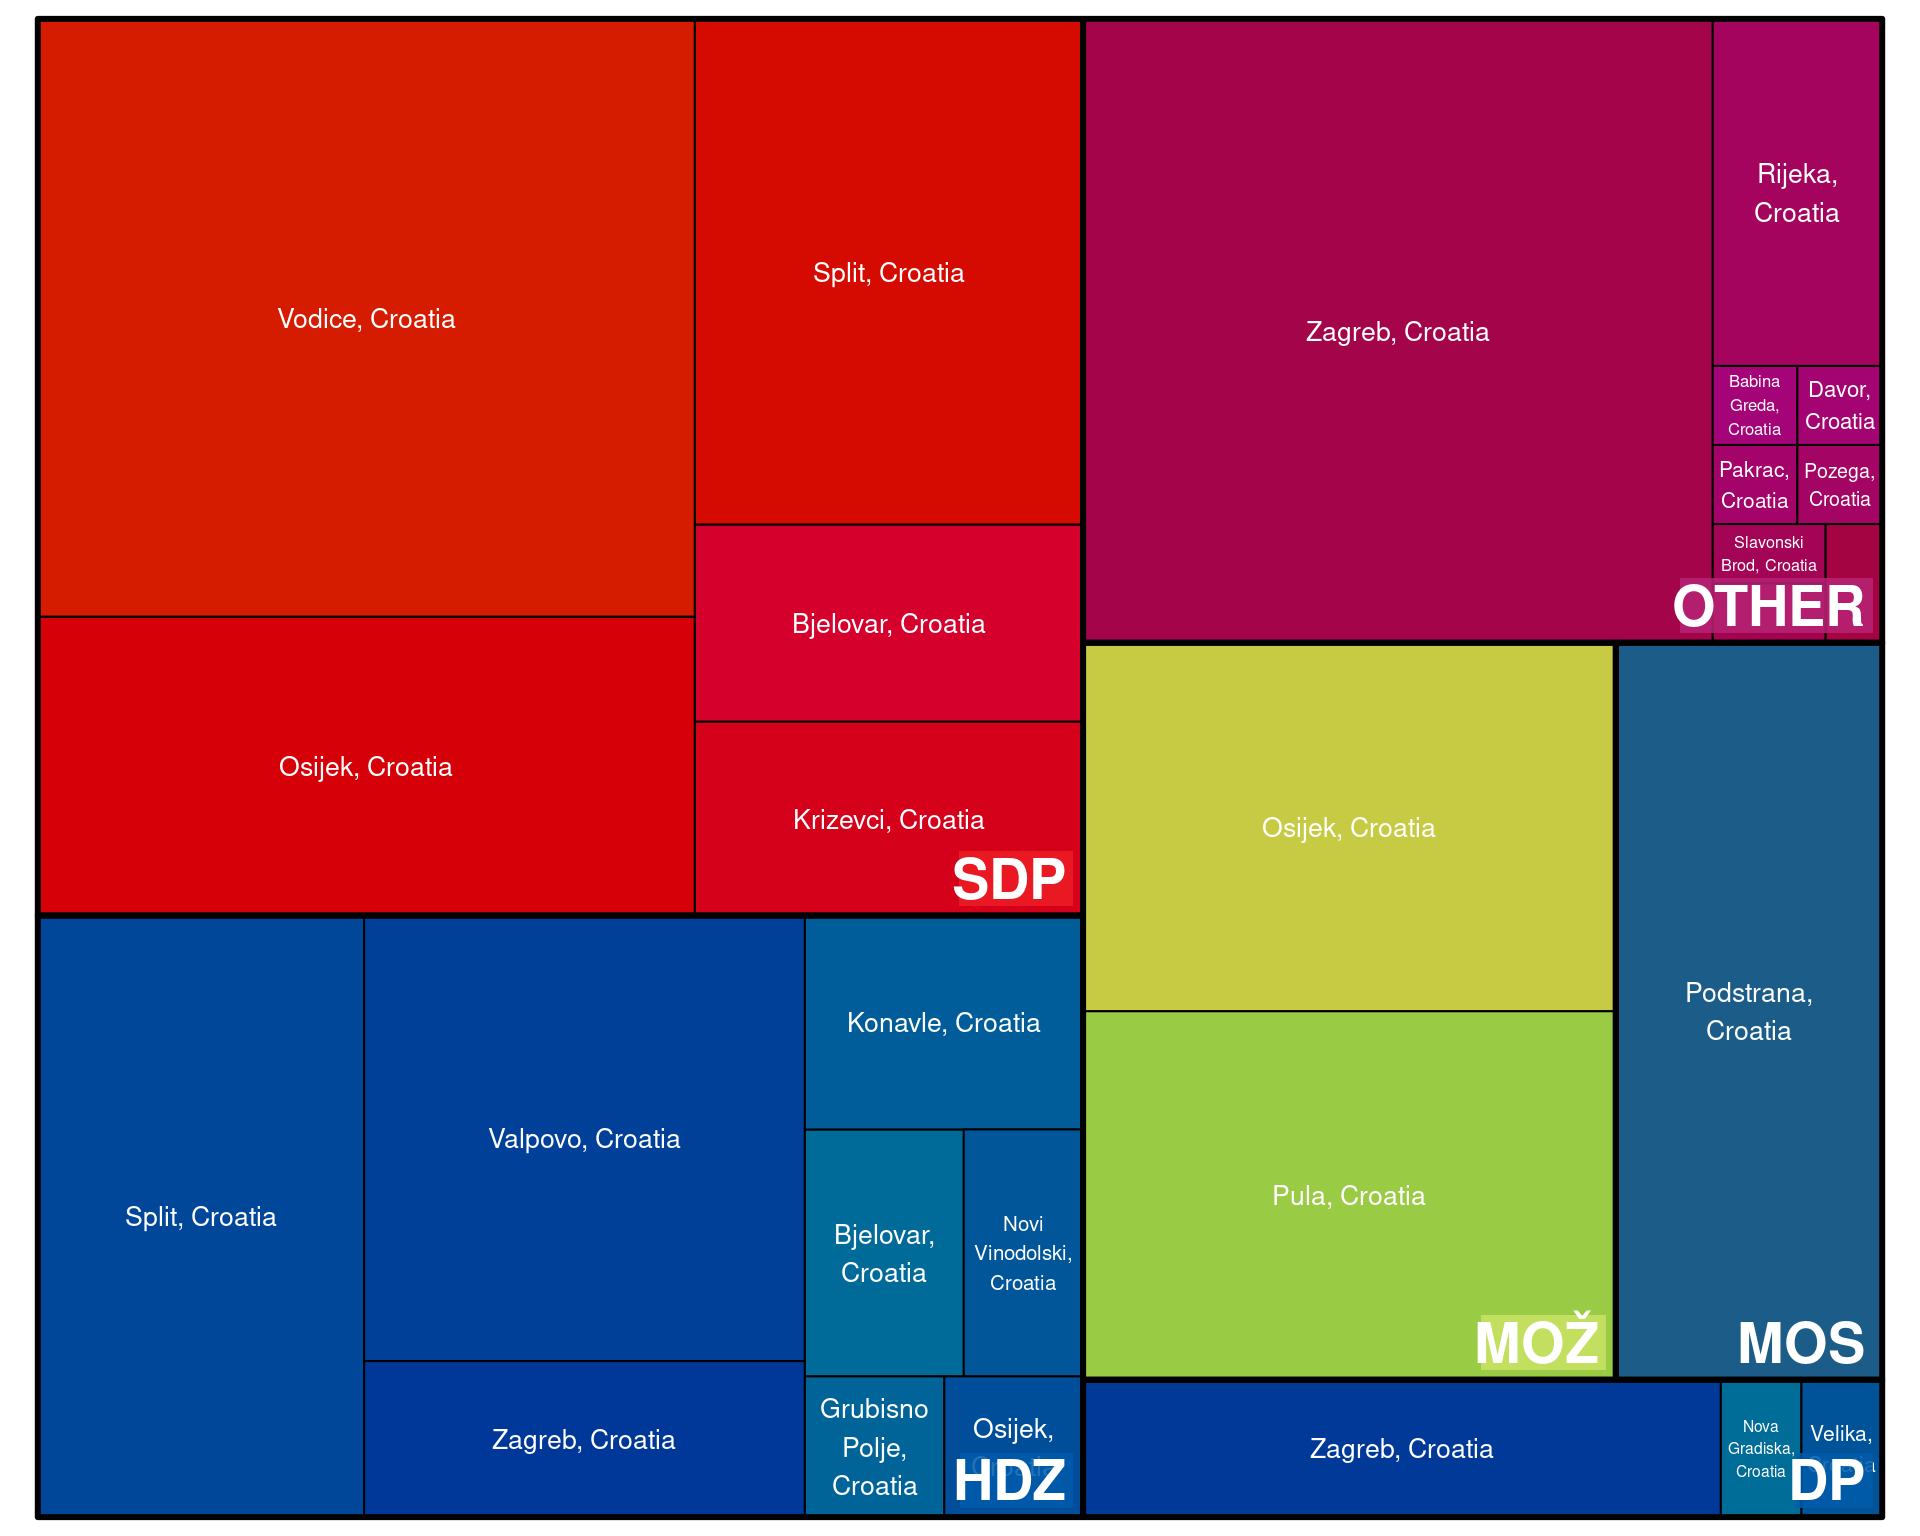 Vodice, Croatia
Split, Croatia
Bjelovar, Croatia
Osijek, Croatia
Krizevci, Croatia
SDP
Zagreb, Croatia
Rijeka,
Croatia
Babina
Greda,
Croatia
Davor,
Croatia
Pakrac,
Croatia
Pozega,
Croatia
Slavonski
Brod, Croatia
OTHER
Split, Croatia
Valpovo, Croatia
Zagreb, Croatia
Konavle, Croatia
Bjelovar,
Croatia
Novi
Vinodolski,
Croatia
Grubisno
Polje,
Croatia
Osijek,
HDZ
Osijek, Croatia
Pula, Croatia
MOŽ
Podstrana,
Croatia
MOS
Zagreb, Croatia
Nova
Gradiska,
Croatia
Velika,
DP